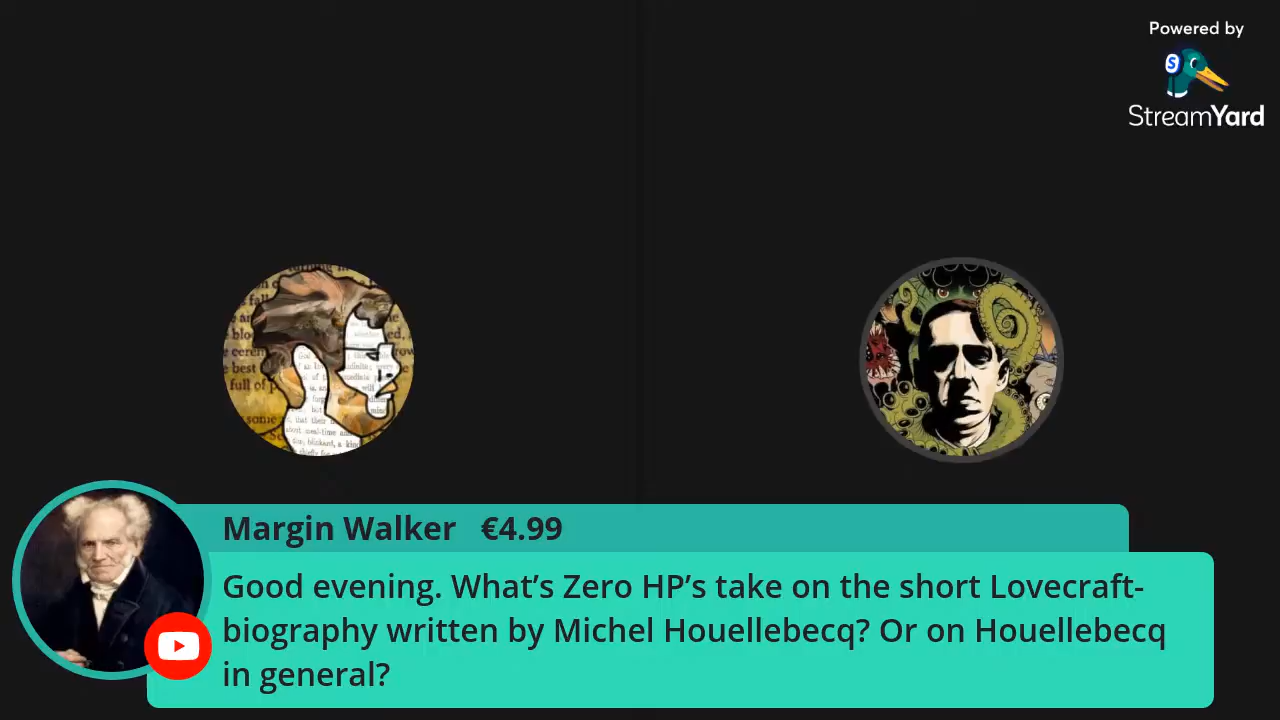 Powered by
S
StreamYard
Margin Walker €4.99
Good evening. What’s Zero HP’s take on the short Lovecraft-
biography written by Michel Houellebecq? Or on Houellebecq
in general?